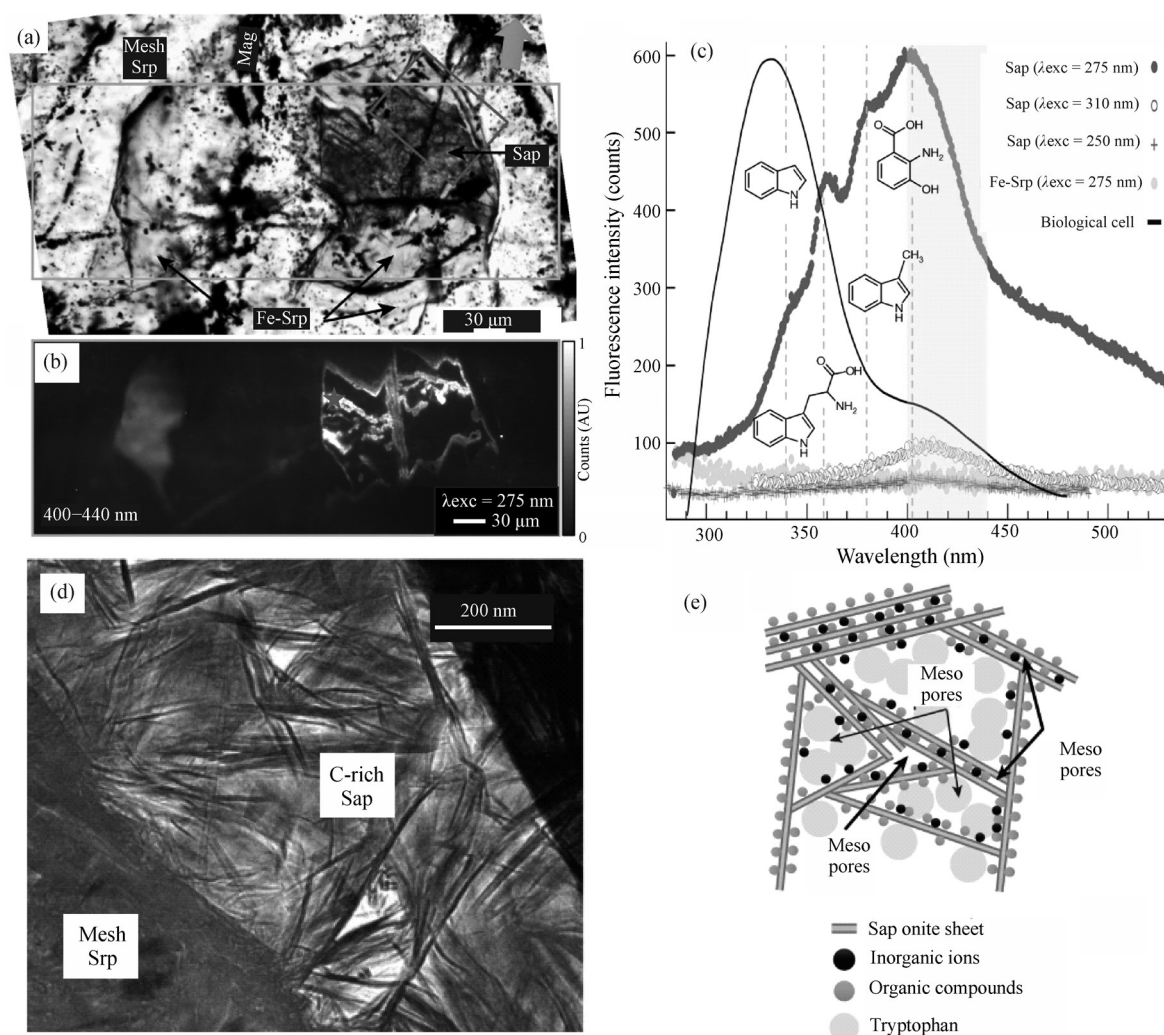 (a)
Mesh
Srp
Mag
Sap
Fe-Srp
30 μm
(b)
400−440 nm
λexc = 275 nm
30 μm
1
Counts (AU)
0
(c)
Fluorescence intensity (counts)
600
500
400
300
200
100
300
350
400
450
500
Wavelength (nm)
Sap (λexc = 275 nm)
Sap (λexc = 310 nm)
Sap (λexc = 250 nm)
Fe-Srp (λexc = 275 nm)
Biological cell
N
H
O
OH
NH2
OH
CH3
N
H
O
OH
NH2
N
H
(d)
200 nm
C-rich
Sap
Mesh
Srp
(e)
Meso
pores
Meso
pores
Meso
pores
Sap onite sheet
Inorganic ions
Organic compounds
Tryptophan